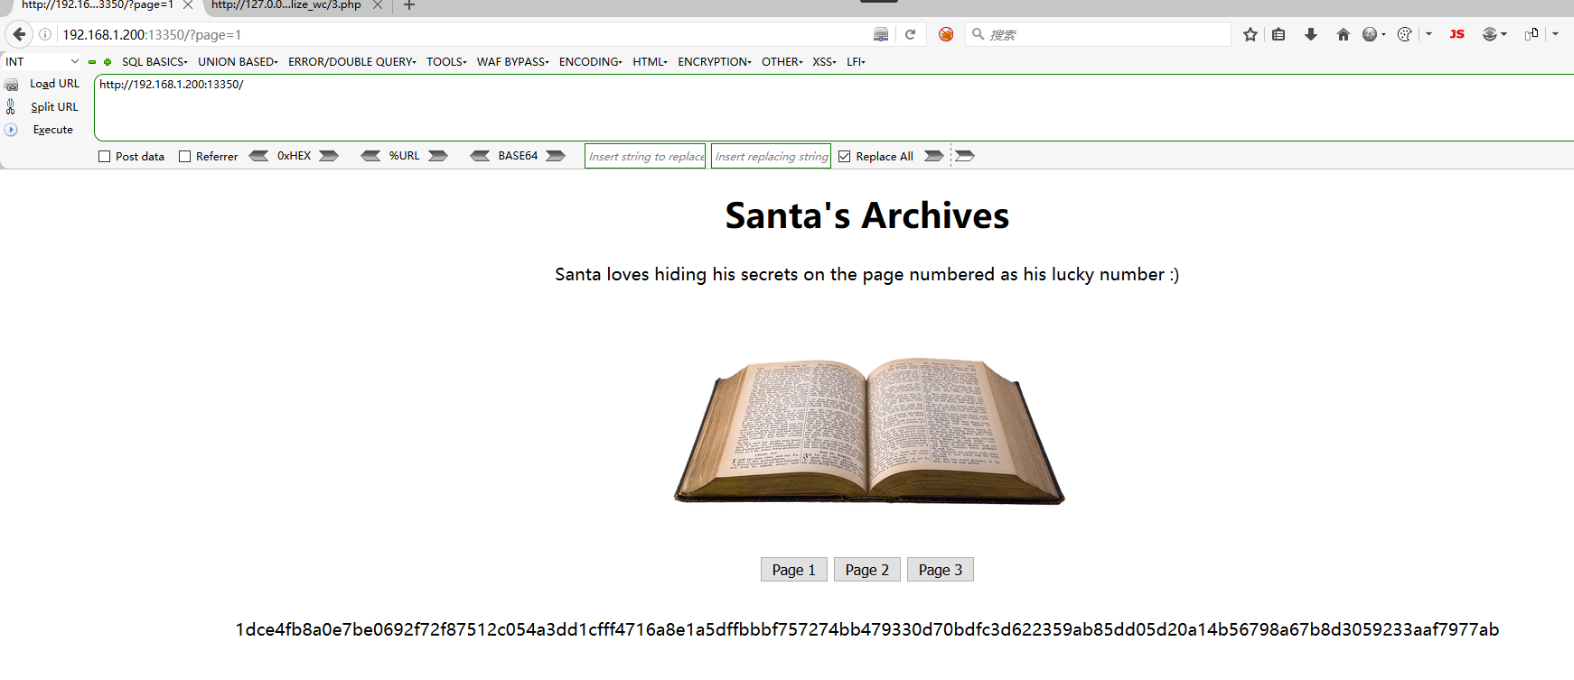 http://192.16...3350/?page=1
http://127.0.0...lize_wc/3.php
192.168.1.200:13350/?page=1
搜索
JS
INT
SQL BASICS UNION BASED ERROR/DOUBLE QUERY TOOLS WAF BYPASS ENCODING HTML ENCRYPTION OTHER XSS LFI
Load URL
http://192.168.1.200:13350/
Split URL
Execute
Post data Referrer 0xHEX %URL BASE64 Insert string to replace Insert replacing string Replace All
Santa's Archives
Santa loves hiding his secrets on the page numbered as his lucky number :)
Page 1 Page 2 Page 3
1dce4fb8a0e7be0692f72f87512c054a3dd1cfff4716a8e1a5dffbbbf757274bb479330d70bdfc3d622359ab85dd05d20a14b56798a67b8d3059233aaf7977ab